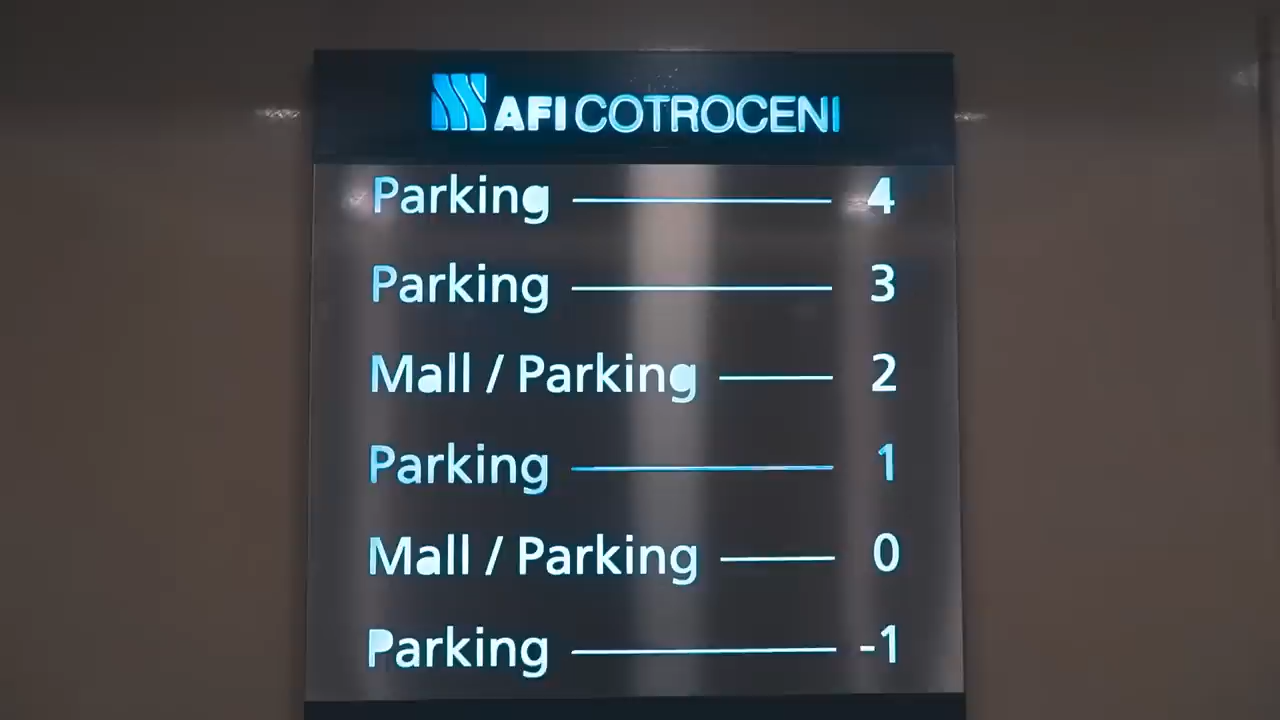 AFI COTROCENI
Parking 4
Parking 3
Mall / Parking 2
Parking 1
Mall / Parking 0
Parking -1